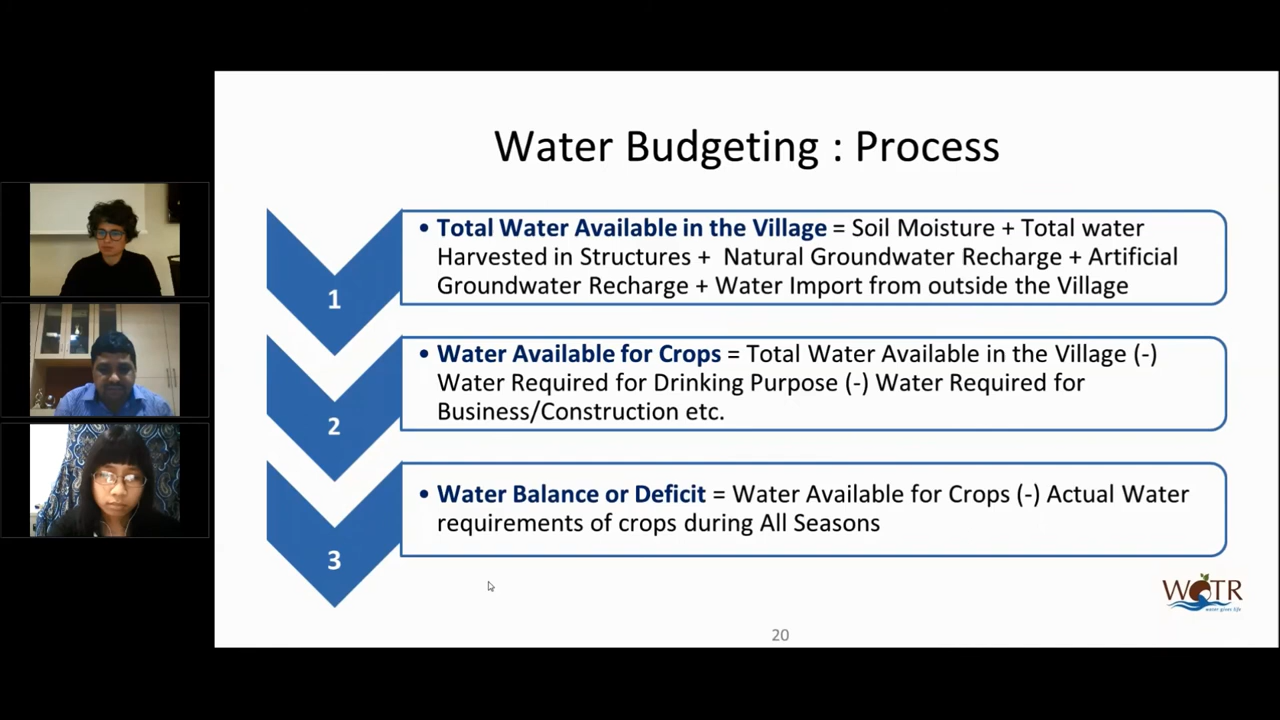 Water Budgeting : Process
1
• Total Water Available in the Village = Soil Moisture + Total water
Harvested in Structures + Natural Groundwater Recharge + Artificial
Groundwater Recharge + Water Import from outside the Village
2
• Water Available for Crops = Total Water Available in the Village (-)
Water Required for Drinking Purpose (-) Water Required for
Business/Construction etc.
3
• Water Balance or Deficit = Water Available for Crops (-) Actual Water
requirements of crops during All Seasons
WOTR
water gives life
20